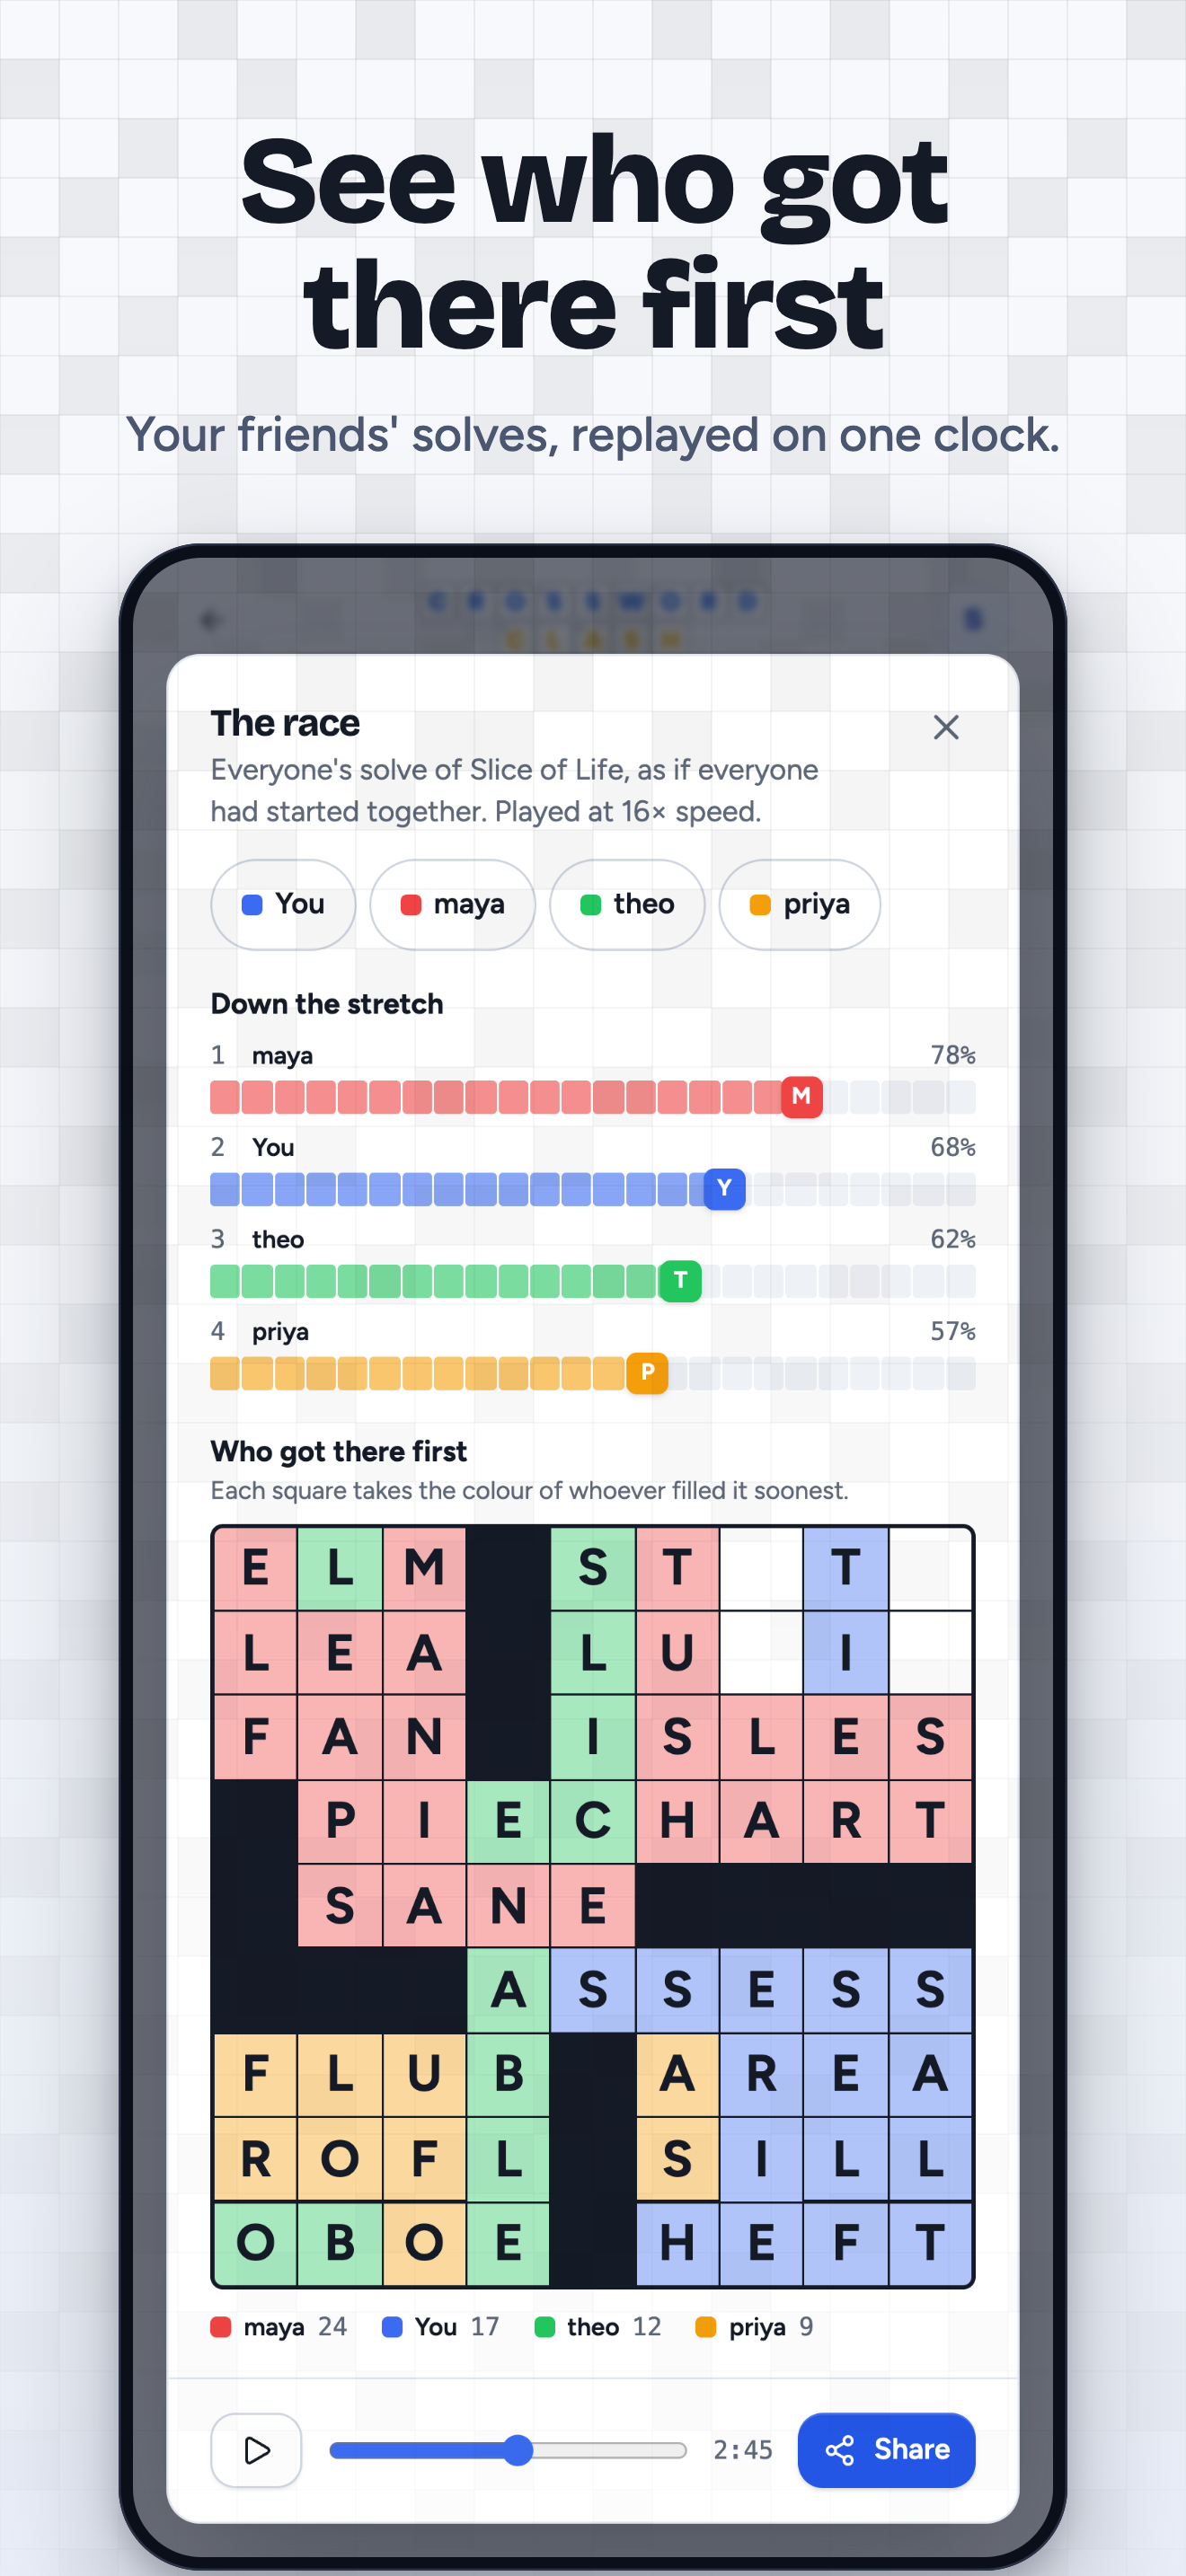 See who got
there first
Your friends' solves, replayed on one clock.
CROSSWORD
CLASH
S
The race
Everyone's solve of Slice of Life, as if everyone
had started together. Played at 16× speed.
You maya theo priya
Down the stretch
1 maya 78%
M
2 You 68%
Y
3 theo 62%
T
4 priya 57%
P
Who got there first
Each square takes the colour of whoever filled it soonest.
E L M S T T
L E A L U I
F A N I S L E S
P I E C H A R T
S A N E
A S S E S S
F L U B A R E A
R O F L S I L L
O B O E H E F T
maya 24 You 17 theo 12 priya 9
2:45 Share